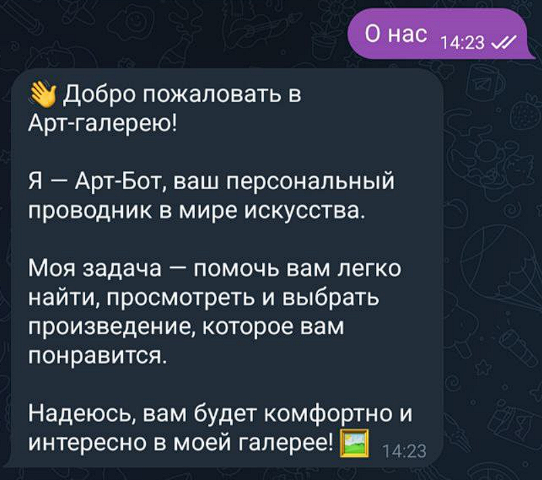 О нас 14:23
👋 Добро пожаловать в
Арт-галерею!
Я — Арт-Бот, ваш персональный
проводник в мире искусства.
Моя задача — помочь вам легко
найти, просмотреть и выбрать
произведение, которое вам
понравится.
Надеюсь, вам будет комфортно и
интересно в моей галерее! 🖼️ 14:23